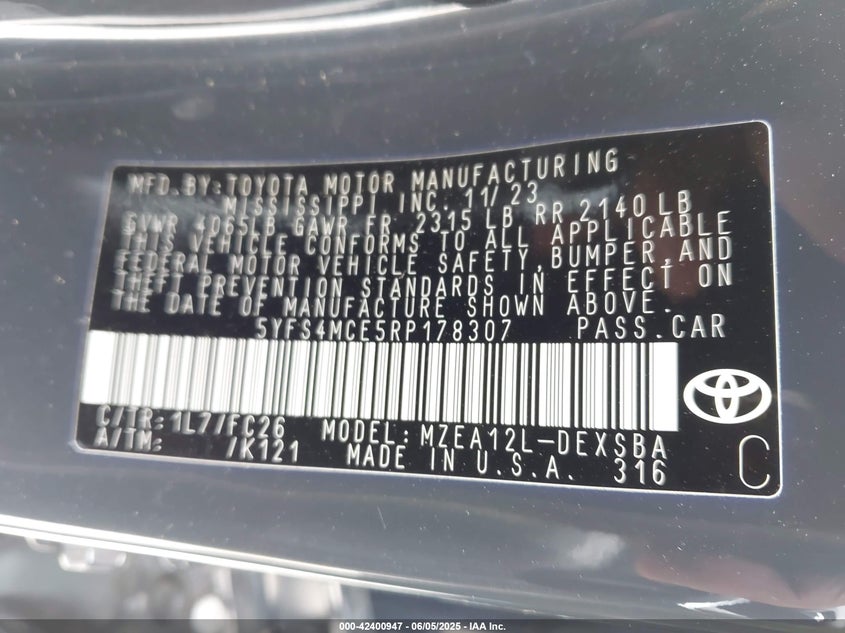 MFD. BY: TOYOTA MOTOR MANUFACTURING
MISSISSIPPI INC. 11/23
GVWR 4065LB GAWR FR 2315 LB RR 2140 LB
THIS VEHICLE CONFORMS TO ALL APPLICABLE
FEDERAL MOTOR VEHICLE SAFETY, BUMPER, AND
THEFT PREVENTION STANDARDS IN EFFECT ON
THE DATE OF MANUFACTURE SHOWN ABOVE.
5YFS4MCE5RP178307 PASS. CAR
C/TR: 1L7/FC26 MODEL: MZEA12L-DEXSBA
A/TM: /K121 MADE IN U.S.A. 316
C
000-42400947 - 06/05/2025 - IAA Inc.